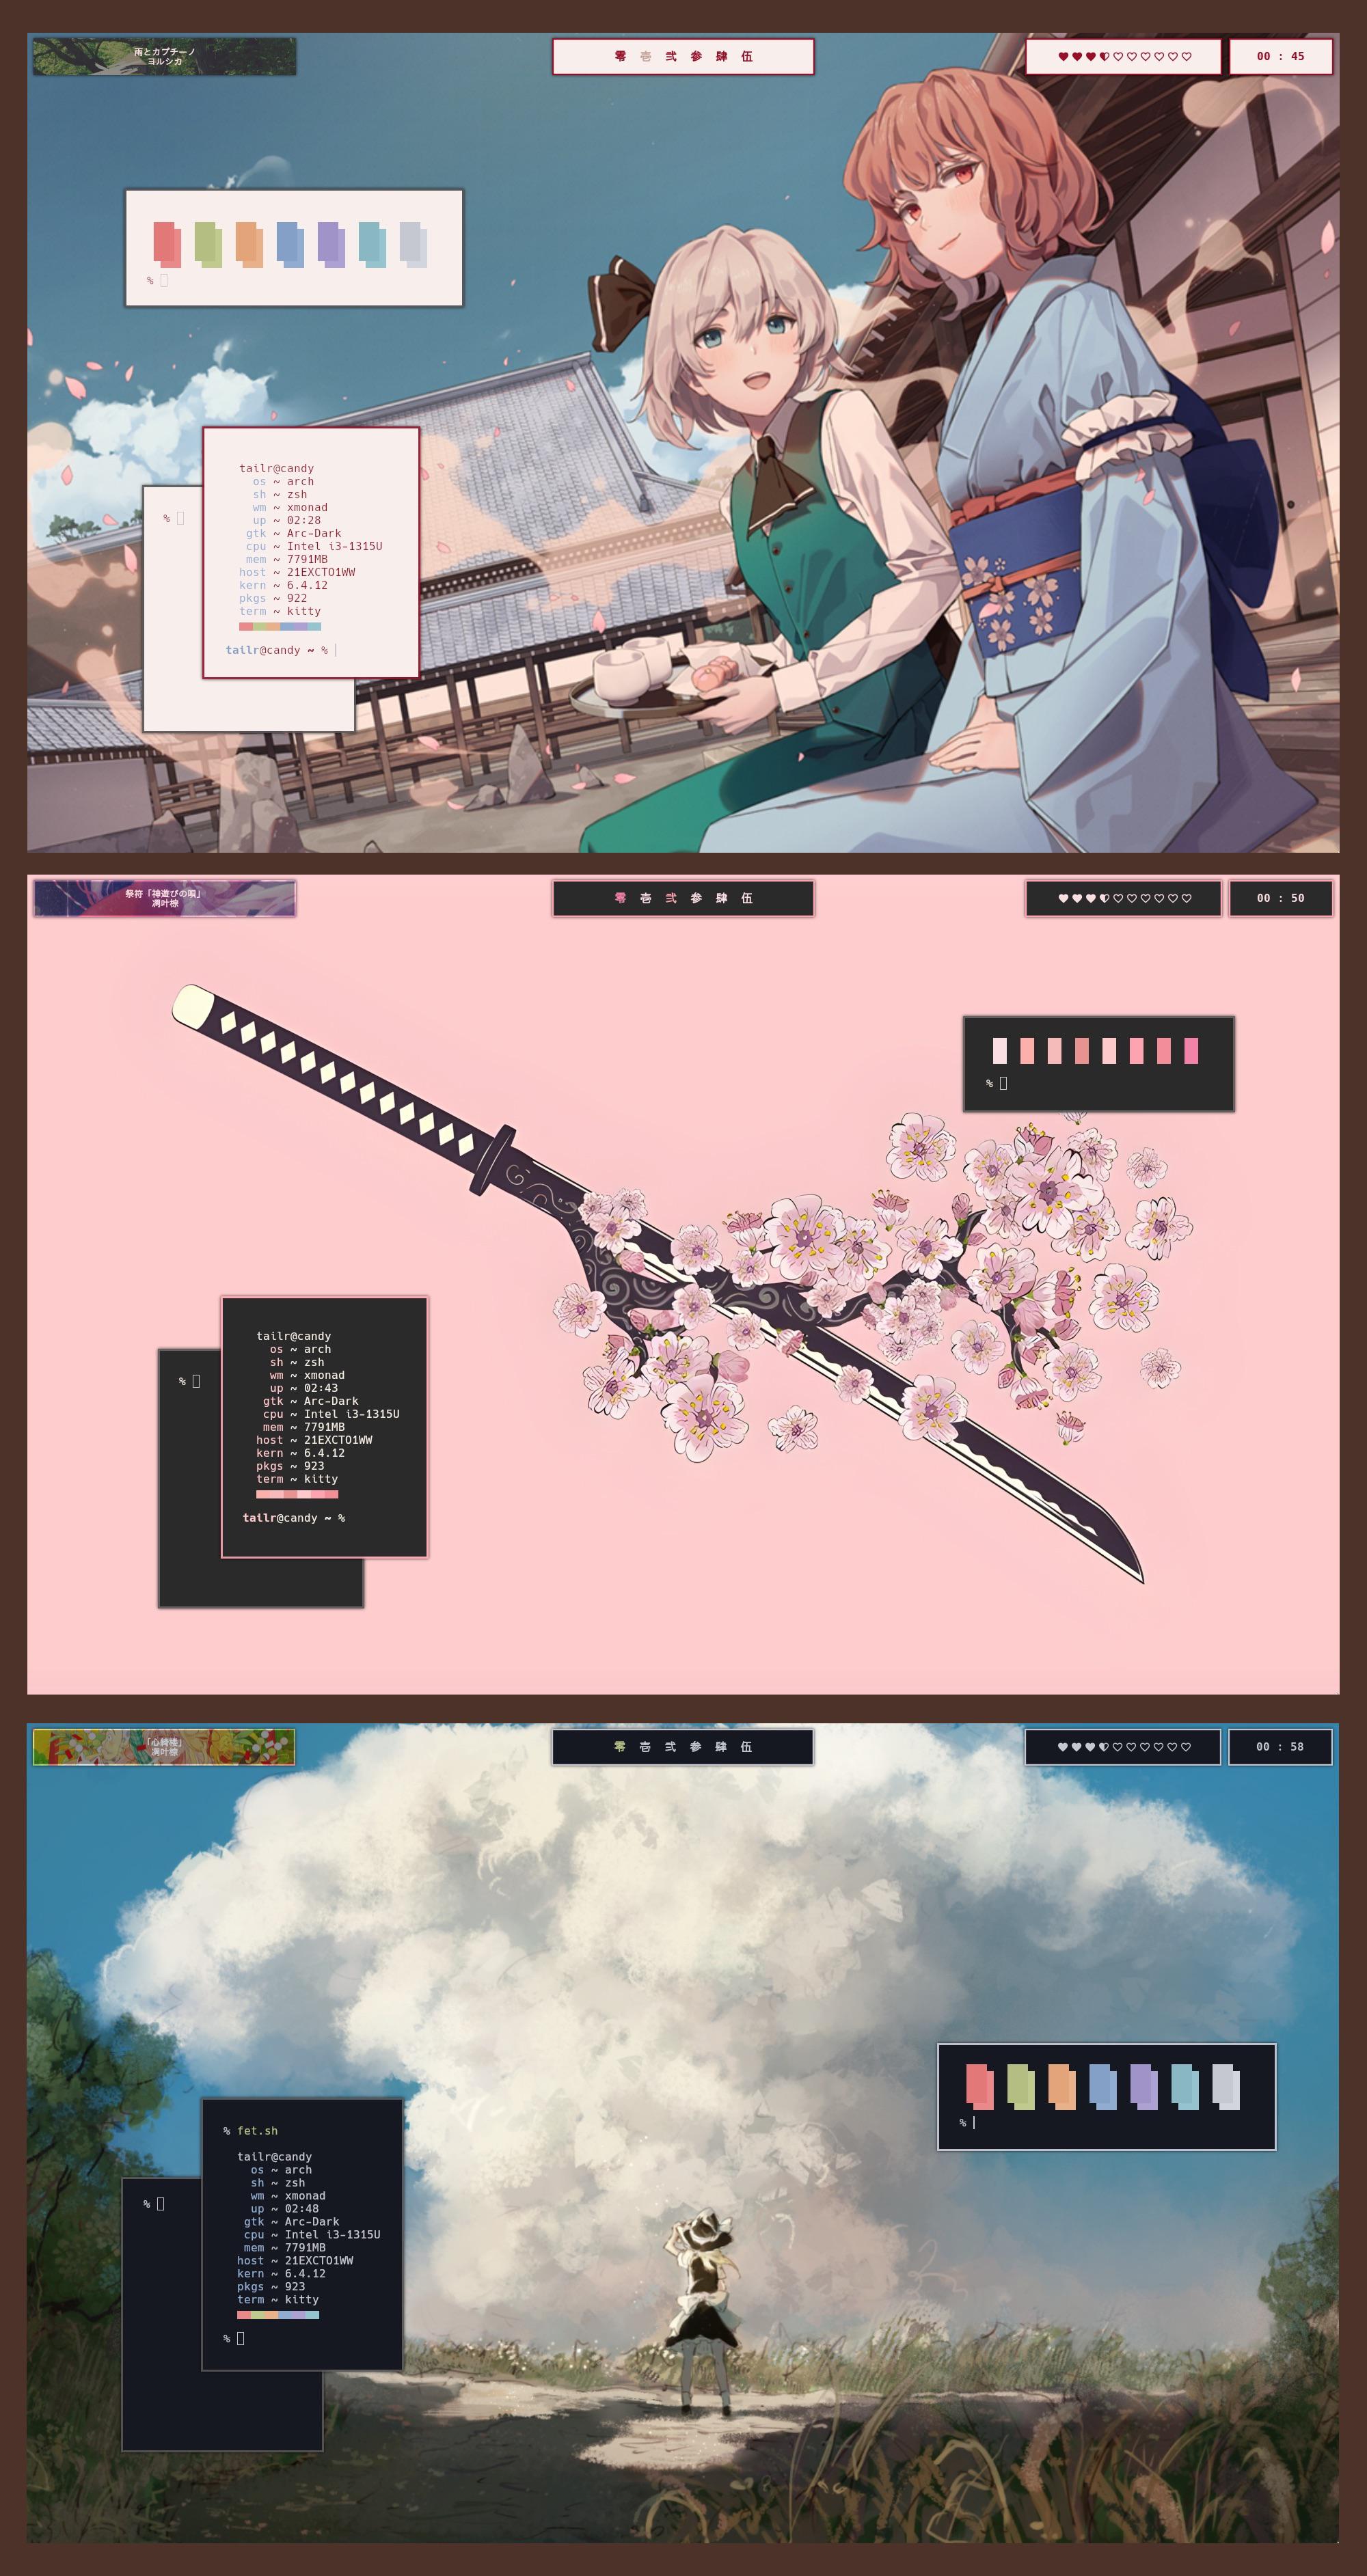 雨とカプチーノ
ヨルシカ
零 壱 弐 参 肆 伍
00 : 45
%
%
tailr@candy
os ~ arch
sh ~ zsh
wm ~ xmonad
up ~ 02:28
gtk ~ Arc-Dark
cpu ~ Intel i3-1315U
mem ~ 7791MB
host ~ 21EXCTO1WW
kern ~ 6.4.12
pkgs ~ 922
term ~ kitty
tailr@candy ~ %
祭符「神遊びの唄」
凋叶棕
零 壱 弐 参 肆 伍
00 : 50
%
%
tailr@candy
os ~ arch
sh ~ zsh
wm ~ xmonad
up ~ 02:43
gtk ~ Arc-Dark
cpu ~ Intel i3-1315U
mem ~ 7791MB
host ~ 21EXCTO1WW
kern ~ 6.4.12
pkgs ~ 923
term ~ kitty
tailr@candy ~ %
凋叶棕
零 壱 弐 参 肆 伍
00 : 58
%
%
% fet.sh
tailr@candy
os ~ arch
sh ~ zsh
wm ~ xmonad
up ~ 02:48
gtk ~ Arc-Dark
cpu ~ Intel i3-1315U
mem ~ 7791MB
host ~ 21EXCTO1WW
kern ~ 6.4.12
pkgs ~ 923
term ~ kitty
%